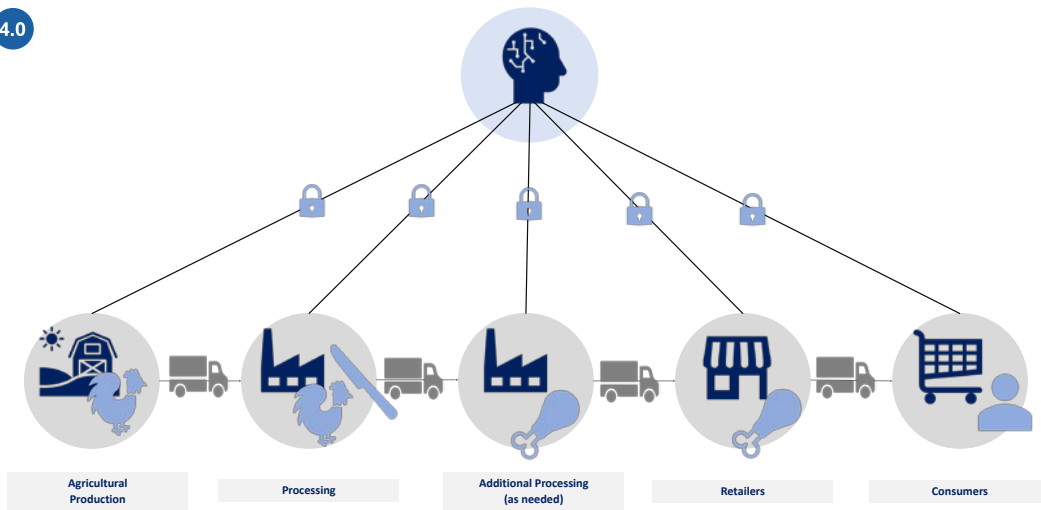 4.0
Agricultural
Production
Processing
Additional Processing
(as needed)
Retailers
Consumers